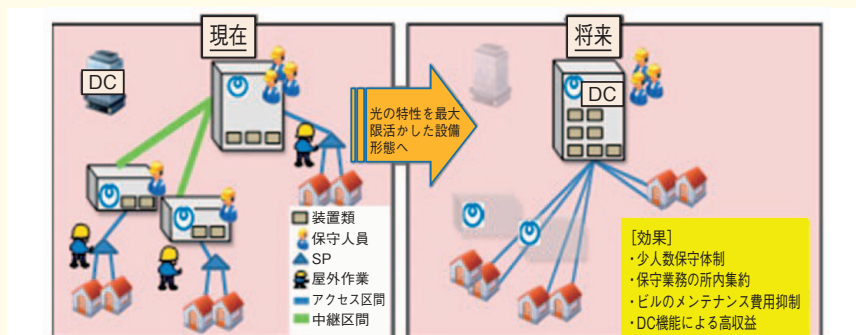 現在
DC
装置類
保守人員
SP
屋外作業
アクセス区間
中継区間
光の特性を最大
限活かした設備
形態へ
将来
DC
[効果]
・少人数保守体制
・保守業務の所内集約
・ビルのメンテナンス費用抑制
・DC機能による高収益